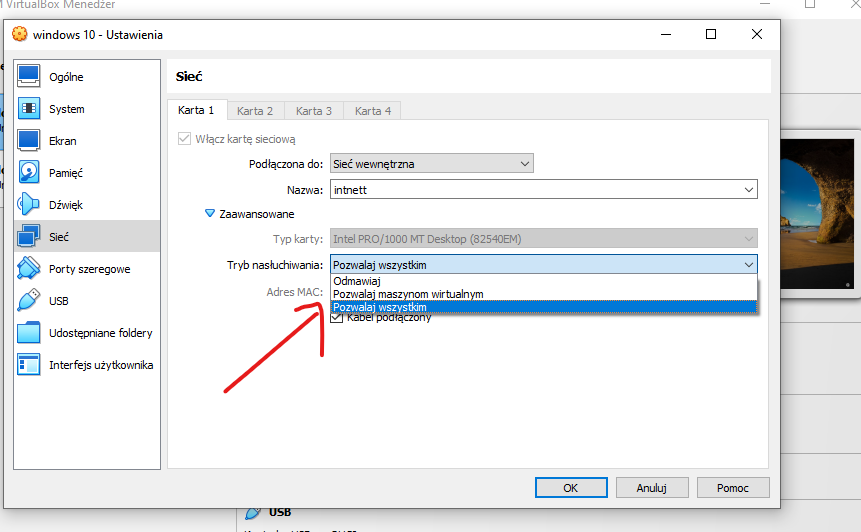 VirtualBox Menedżer
windows 10 - Ustawienia
Ogólne
System
Ekran
Pamięć
Dźwięk
Sieć
Porty szeregowe
USB
Udostępniane foldery
Interfejs użytkownika
Sieć
Karta 1 Karta 2 Karta 3 Karta 4
Włącz kartę sieciową
Podłączona do: Sieć wewnętrzna
Nazwa: intnett
Zaawansowane
Typ karty: Intel PRO/1000 MT Desktop (82540EM)
Tryb nasłuchiwania: Pozwalaj wszystkim
Odmawiaj
Adres MAC: Pozwalaj maszynom wirtualnym
Pozwalaj wszystkim
Kabel podłączony
OK Anuluj Pomoc
USB